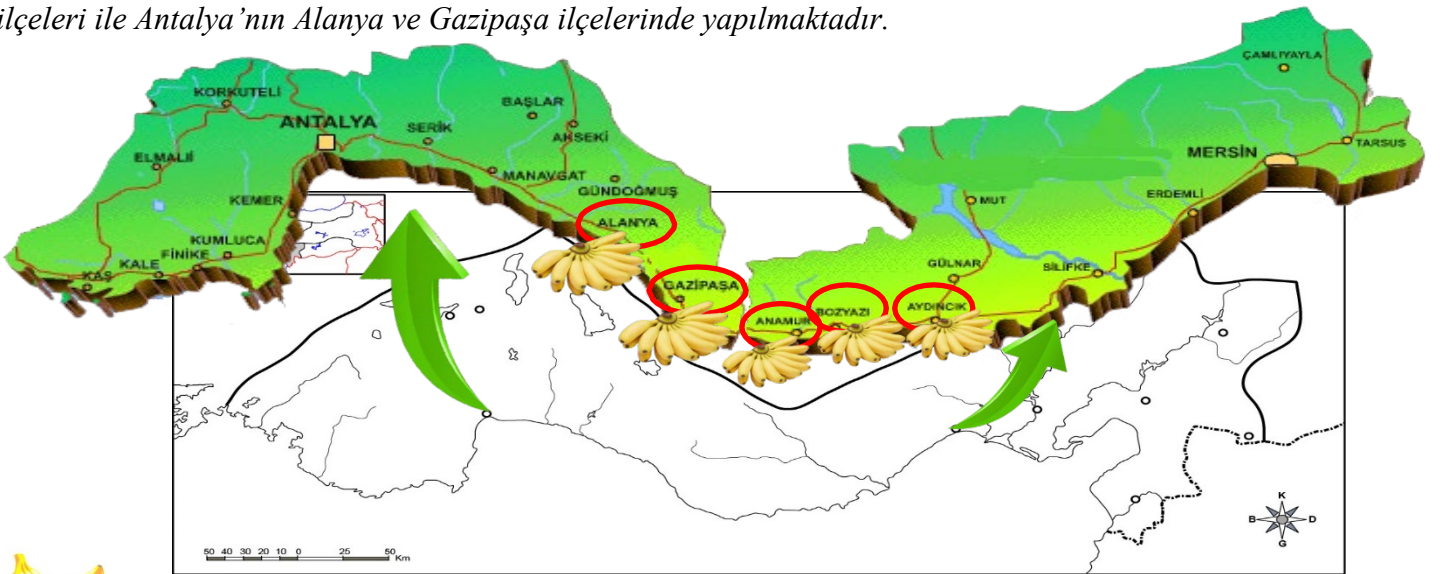 ilçeleri ile Antalya’nın Alanya ve Gazipaşa ilçelerinde yapılmaktadır.
ÇAMLIYAYLA
KORKUTELİ
BAŞLAR
ANTALYA
SERİK
AKSEKİ
TARSUS
MERSİN
ELMALIİ
MANAVGAT
GÜNDOĞMUŞ
ERDEMLİ
KEMER
MUT
ALANYA
KUMLUCA
FİNİKE
GÜLNAR
KALE
SİLİFKE
KAŞ
GAZİPAŞA
BOZYAZI
AYDINCIK
ANAMUR
K
B D
G
50 40 30 20 10 0 25 50
Km